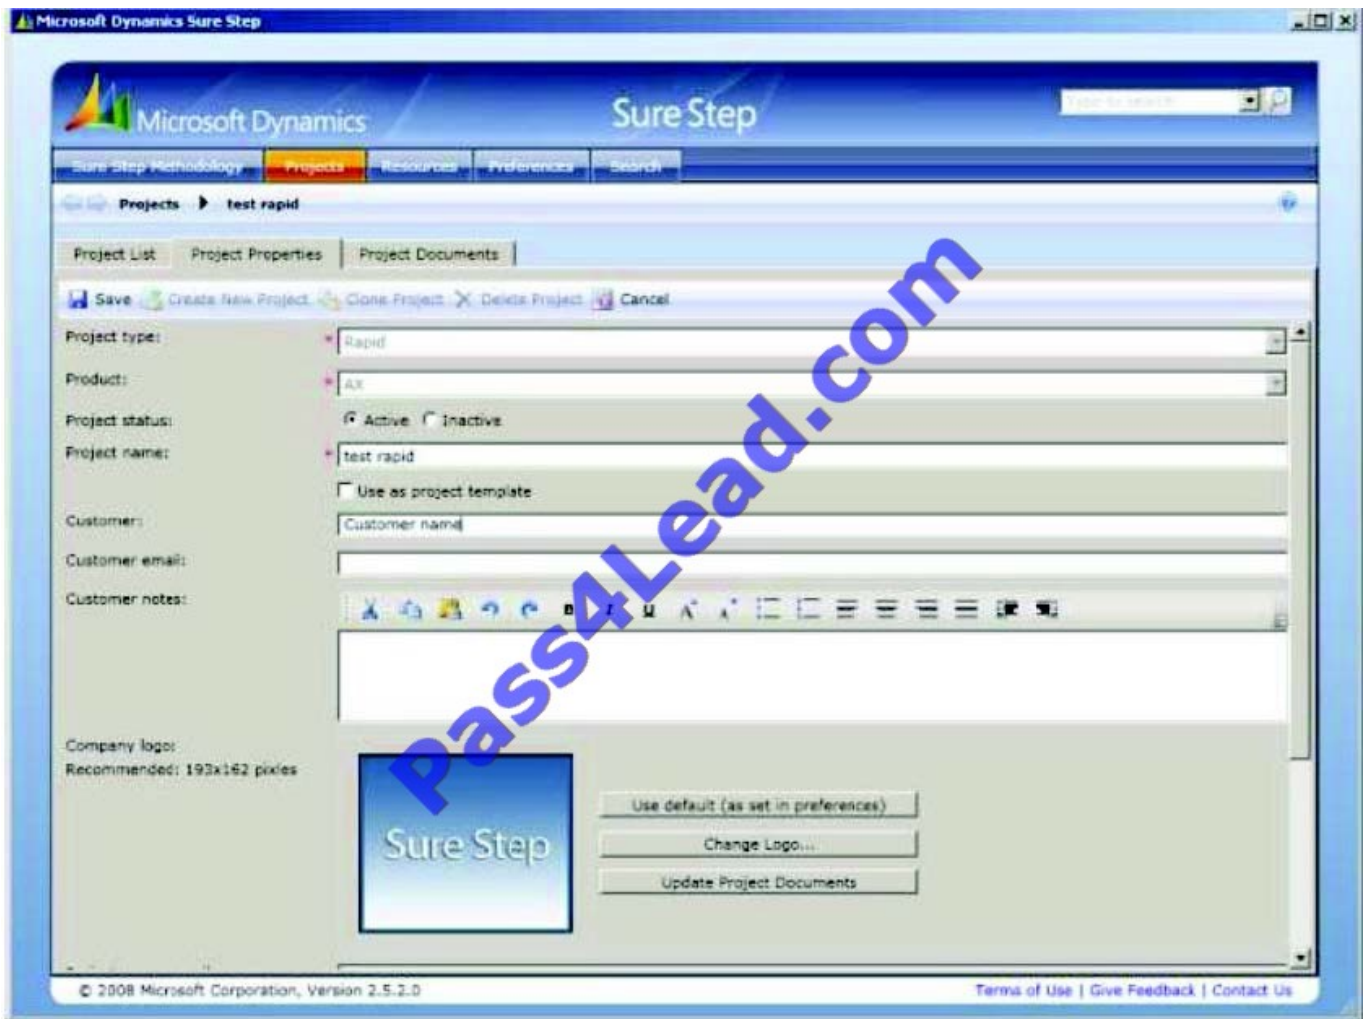 Microsoft Dynamics Sure Step
Microsoft Dynamics
Sure Step
Type to search
Sure Step Methodology
Projects
Resources
Preferences
Search
Projects
test rapid
Project List
Project Properties
Project Documents
Save
Create New Project
Clone Project
Delete Project
Cancel
Project type:
* Rapid
Product:
* AX
Project status:
Active
Inactive
Project name:
* test rapid
Use as project template
Customer:
Customer name
Customer email:
Customer notes:
B I U A A
Company logo:
Recommended: 193x162 pixles
Sure Step
Use default (as set in preferences)
Change Logo...
Update Project Documents
© 2008 Microsoft Corporation, Version 2.5.2.0
Terms of Use | Give Feedback | Contact Us
Pass4Lead.com